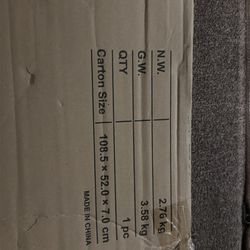 N.W. 2.76 kg
G.W. 3.58 kg
QTY 1 pc
Carton Size 108.5 × 52.0 × 7.0 cm
MADE IN CHINA